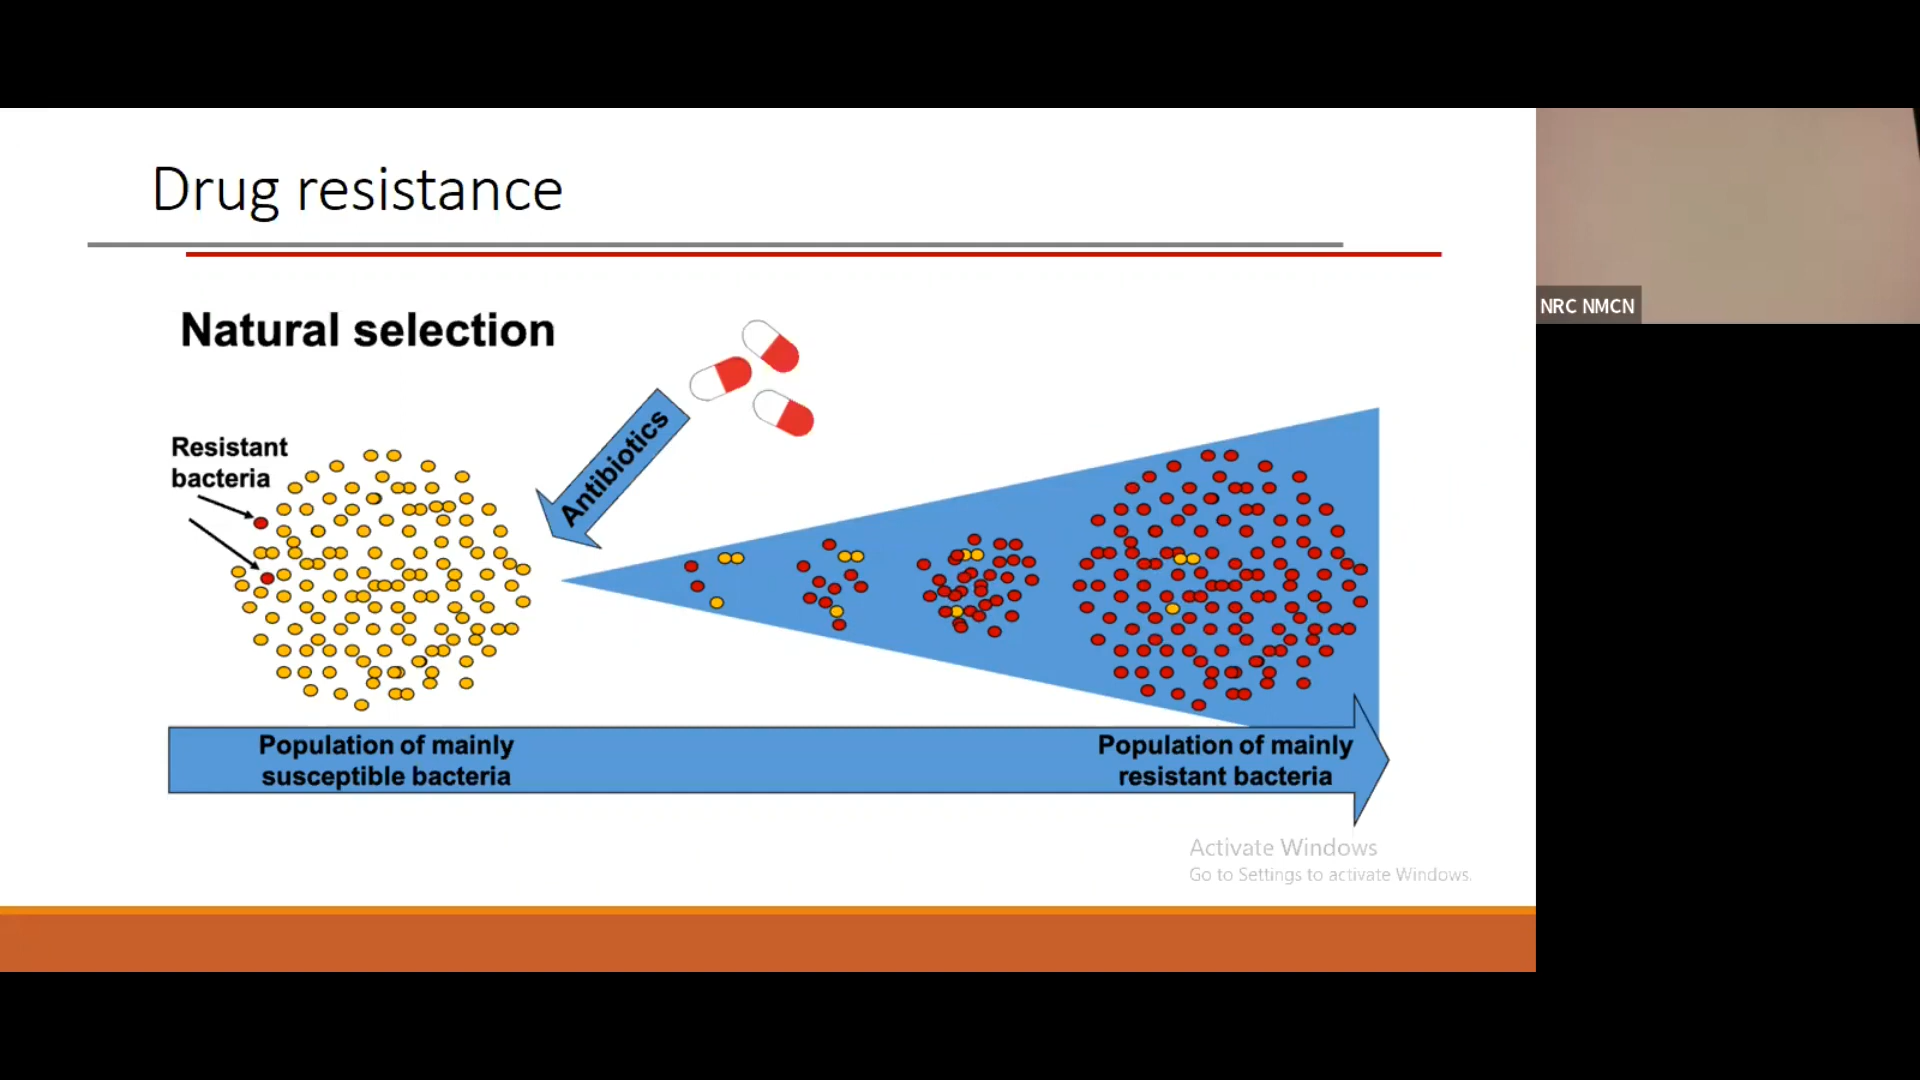 Drug resistance
NRC NMCN
Natural selection
Resistant
bacteria
Antibiotics
Population of mainly
susceptible bacteria
Population of mainly
resistant bacteria
Activate Windows
Go to Settings to activate Windows.